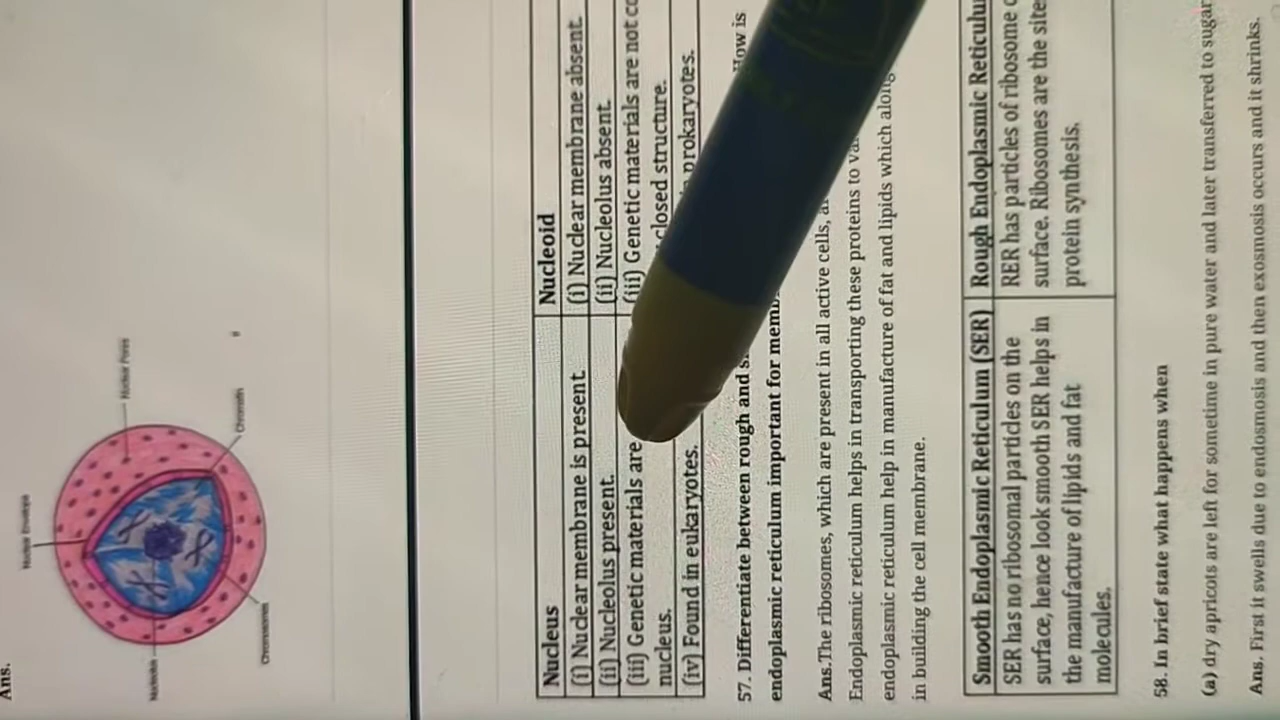 Ans.
Nuclear Envelope
Nuclear Pores
Chromatin
Nucleus Nucleoid
(i) Nuclear membrane is present. (i) Nuclear membrane absent.
(ii) Nucleolus present. (ii) Nucleolus absent.
(iii) Genetic materials are (iii) Genetic materials are not
nucleus. closed structure.
(iv) Found in eukaryotes. prokaryotes.
57. Differentiate between rough and How is
endoplasmic reticulum important for
Ans.The ribosomes, which are present in all active cells,
Endoplasmic reticulum helps in transporting these proteins to
endoplasmic reticulum help in manufacture of fat and lipids which
in building the cell membrane.
Smooth Endoplasmic Reticulum (SER) Rough Endoplasmic
SER has no ribosomal particles on the RER has particles of ribosome
surface, hence look smooth SER helps in surface. Ribosomes are the
the manufacture of lipids and fat protein synthesis.
molecules.
58. In brief state what happens when
(a) dry apricots are left for sometime in pure water and later transferred to
Ans. First it swells due to endosmosis and then exosmosis occurs and it shrinks.